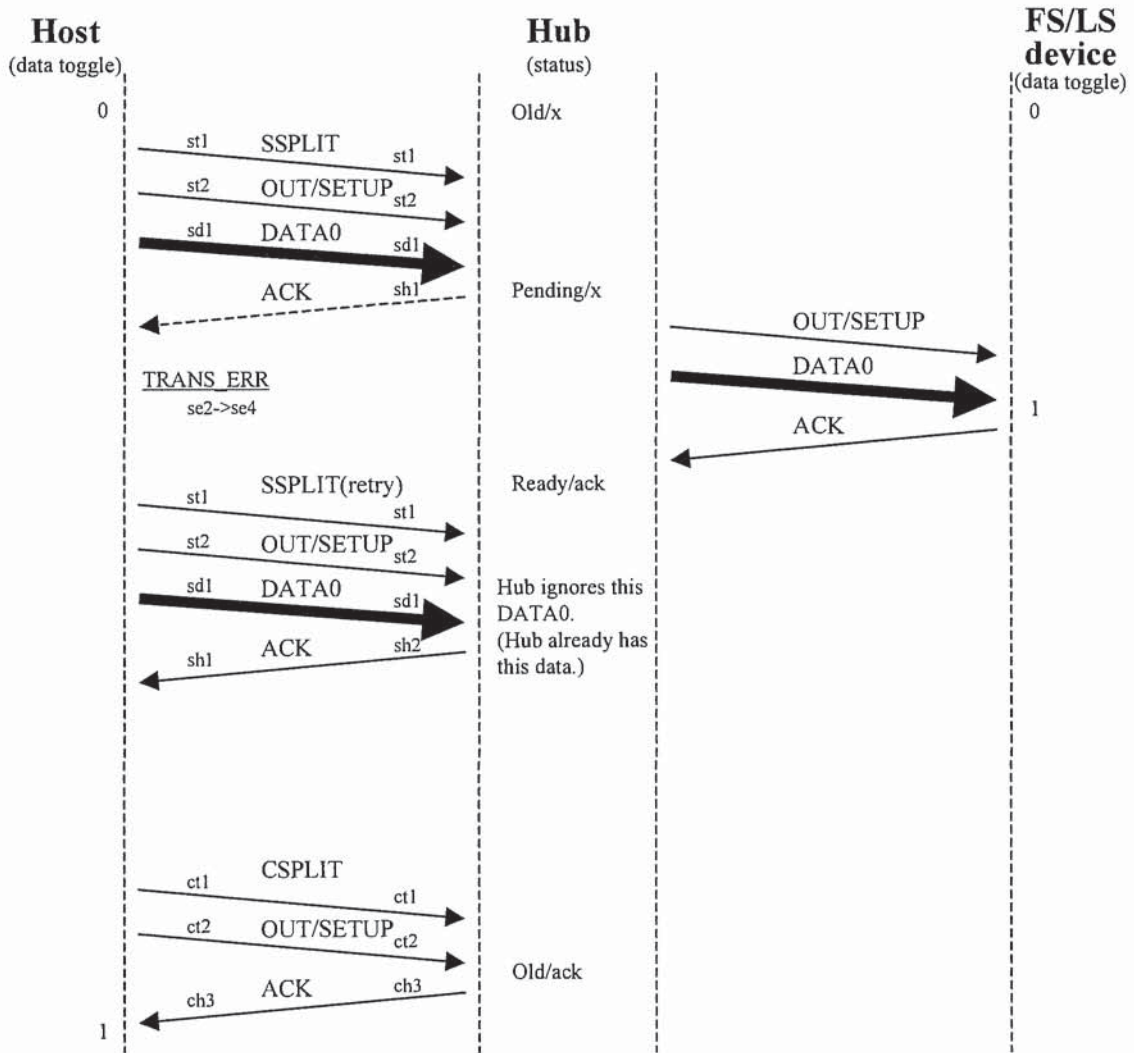 Host
(data toggle)
Hub
(status)
FS/LS
device
(data toggle)
0
Old/x
0
st1 SSPLIT st1
st2 OUT/SETUP st2
sd1 DATA0 sd1
ACK sh1
Pending/x
OUT/SETUP
DATA0
1
ACK
TRANS_ERR
se2->se4
Ready/ack
st1 SSPLIT(retry) st1
st2 OUT/SETUP st2
sd1 DATA0 sd1
sh1 ACK sh2
Hub ignores this
DATA0.
(Hub already has
this data.)
ct1 CSPLIT ct1
ct2 OUT/SETUP ct2
Old/ack
ch3 ACK ch3
1